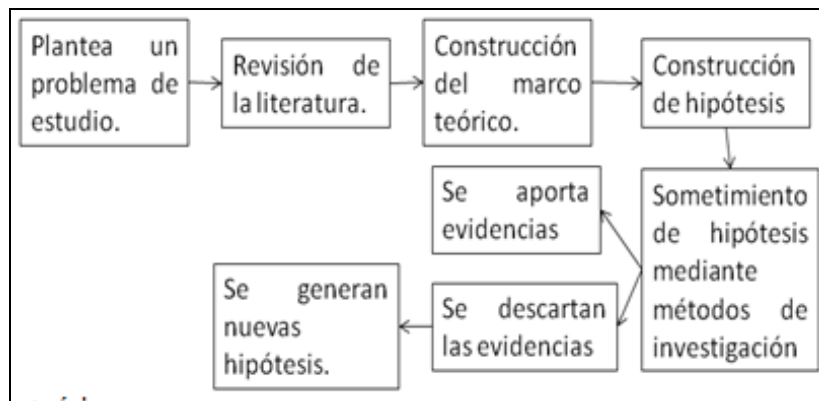 Plantea un
problema de
estudio.
Revisión de
la literatura.
Construcción
del marco
teórico.
Construcción
de hipótesis
Sometimiento
de hipótesis
mediante
métodos de
investigación
Se aporta
evidencias
Se descartan
las evidencias
Se generan
nuevas
hipótesis.